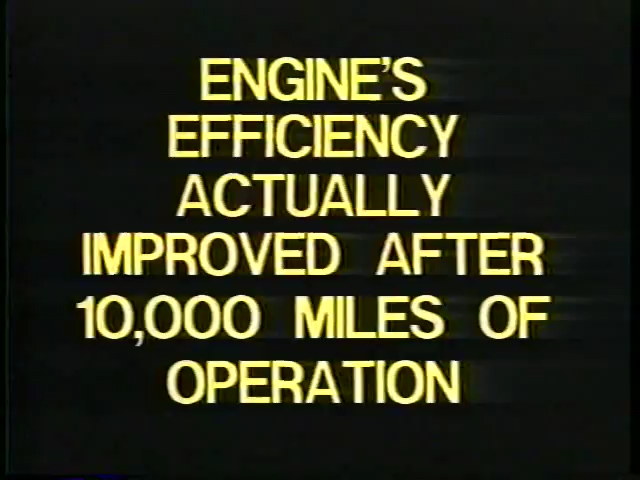 ENGINE'S
EFFICIENCY
ACTUALLY
IMPROVED AFTER
10,000 MILES OF
OPERATION